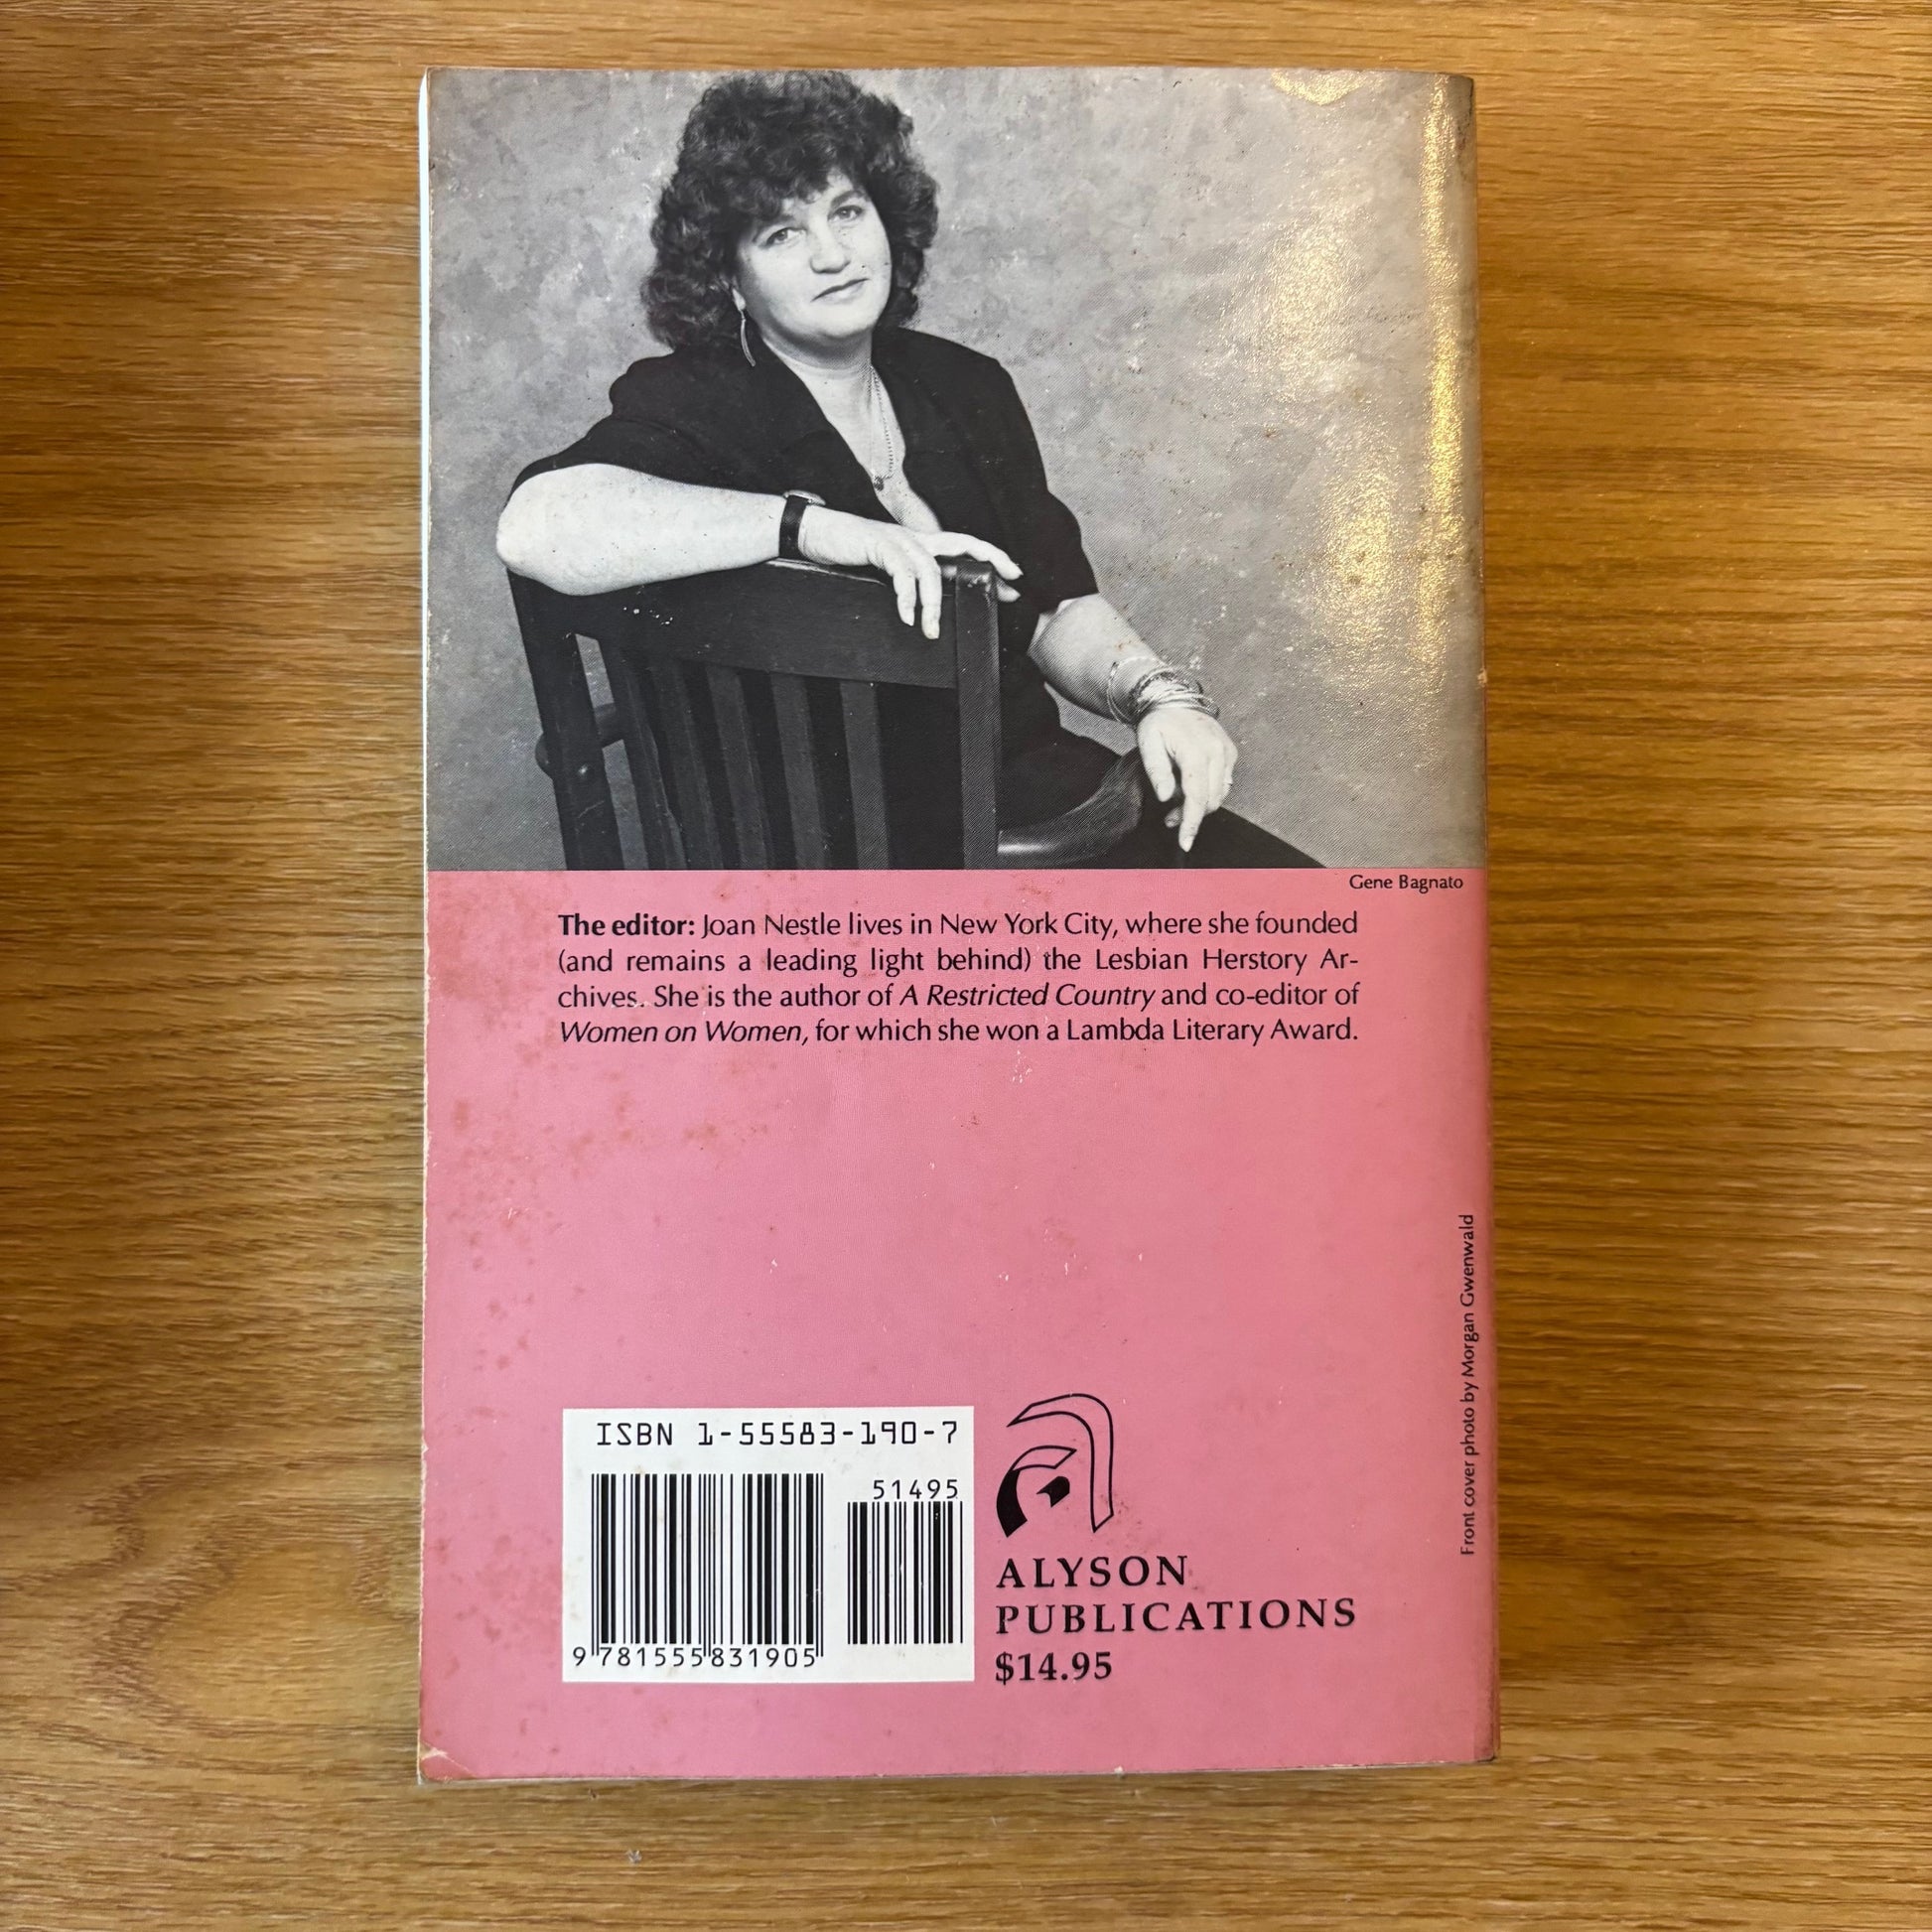 Gene Bagnato
The editor: Joan Nestle lives in New York City, where she founded
(and remains a leading light behind) the Lesbian Herstory Ar-
chives. She is the author of A Restricted Country and co-editor of
Women on Women, for which she won a Lambda Literary Award.
Front cover photo by Morgan Gwenwald
ISBN 1-55583-190-7
51495
9 781555 831905
ALYSON
PUBLICATIONS
$14.95